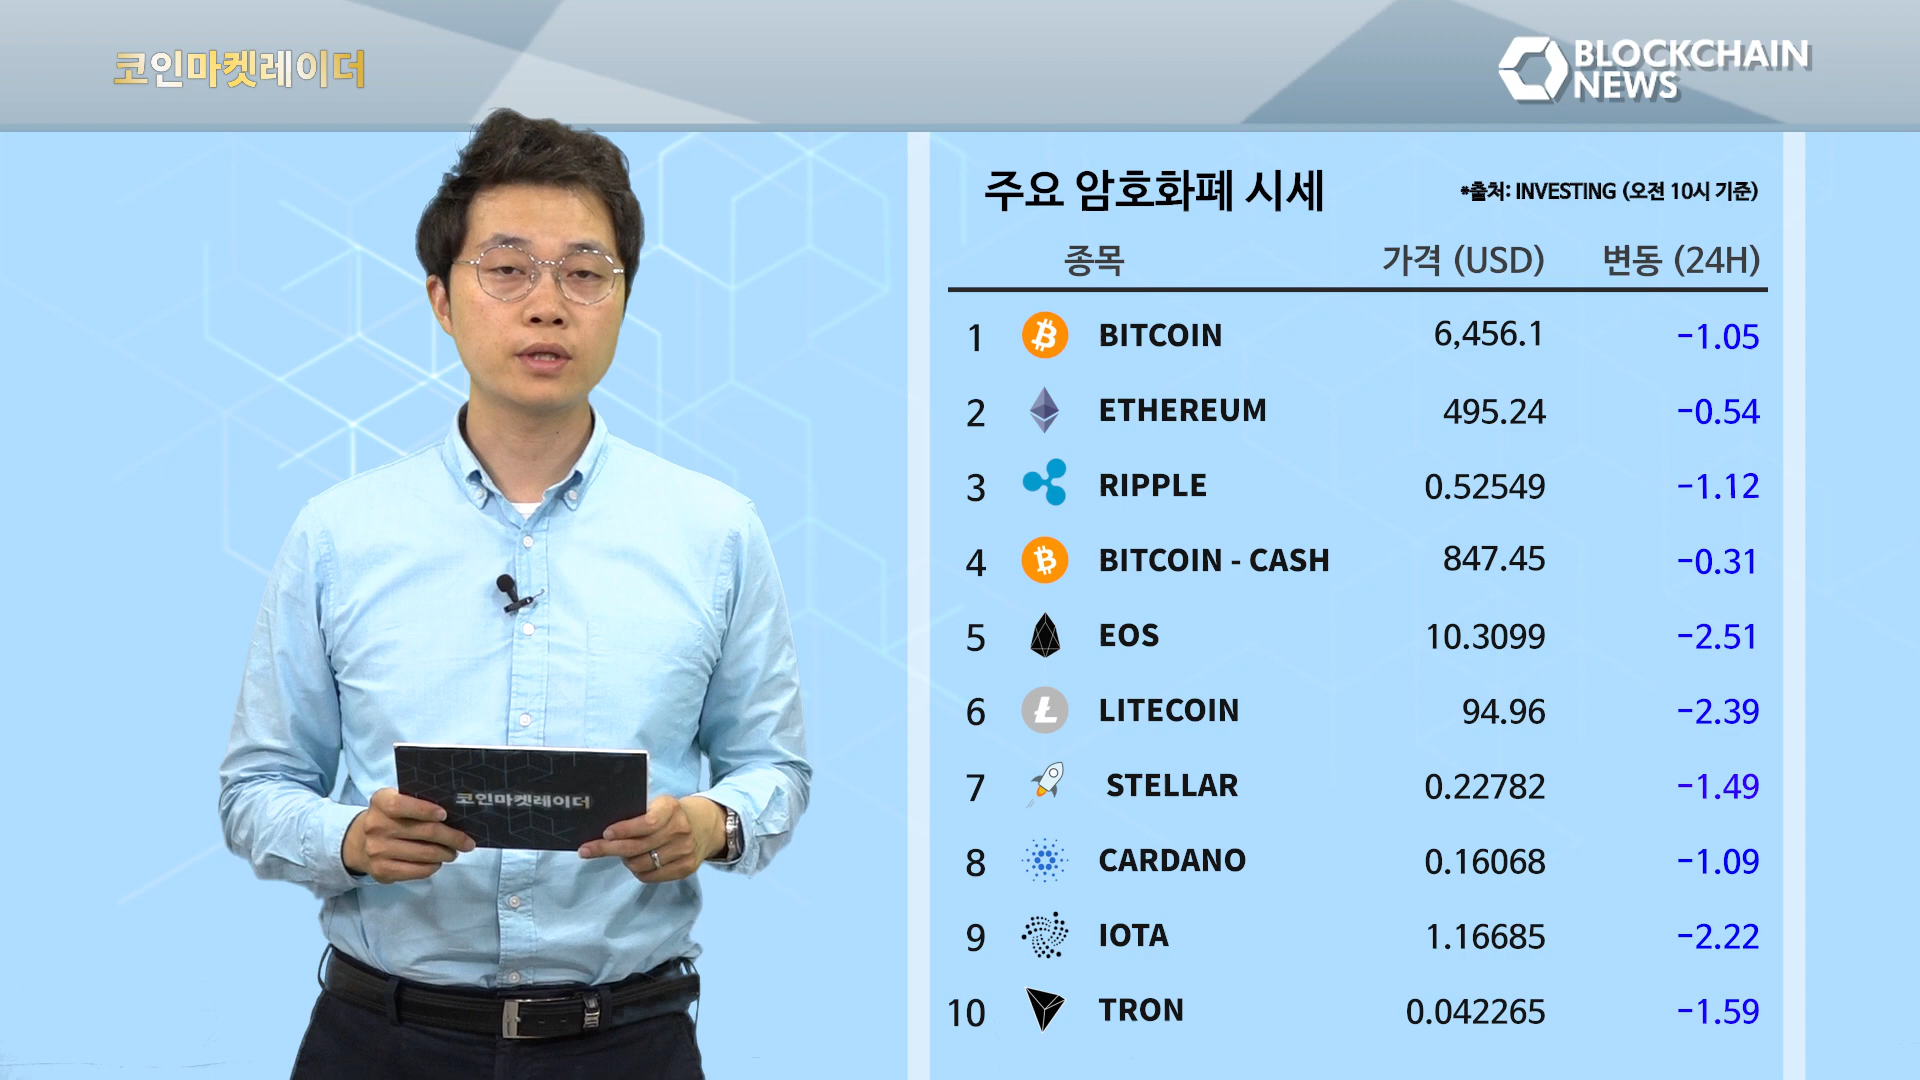 코인마켓레이더
BLOCKCHAIN
NEWS
주요 암호화폐 시세
*출처: INVESTING (오전 10시 기준)
종목 가격 (USD) 변동 (24H)
1 BITCOIN 6,456.1 -1.05
2 ETHEREUM 495.24 -0.54
3 RIPPLE 0.52549 -1.12
4 BITCOIN - CASH 847.45 -0.31
5 EOS 10.3099 -2.51
6 LITECOIN 94.96 -2.39
7 STELLAR 0.22782 -1.49
8 CARDANO 0.16068 -1.09
9 IOTA 1.16685 -2.22
10 TRON 0.042265 -1.59
코인마켓레이더